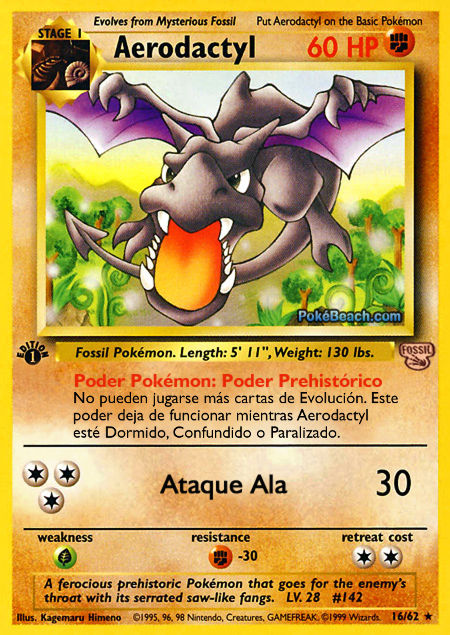 Evolves from Mysterious Fossil Put Aerodactyl on the Basic Pokémon
STAGE 1
Aerodactyl 60 HP
PokéBeach.com
EDITION
1
Fossil Pokémon. Length: 5' 11", Weight: 130 lbs.
FOSSIL
Poder Pokémon: Poder Prehistórico
No pueden jugarse más cartas de Evolución. Este
poder deja de funcionar mientras Aerodactyl
esté Dormido, Confundido o Paralizado.
Ataque Ala 30
weakness resistance retreat cost
-30
A ferocious prehistoric Pokémon that goes for the enemy's
throat with its serrated saw-like fangs. LV. 28 #142
Illus. Kagemaru Himeno ©1995, 96, 98 Nintendo, Creatures, GAMEFREAK. ©1999 Wizards. 16/62 ★